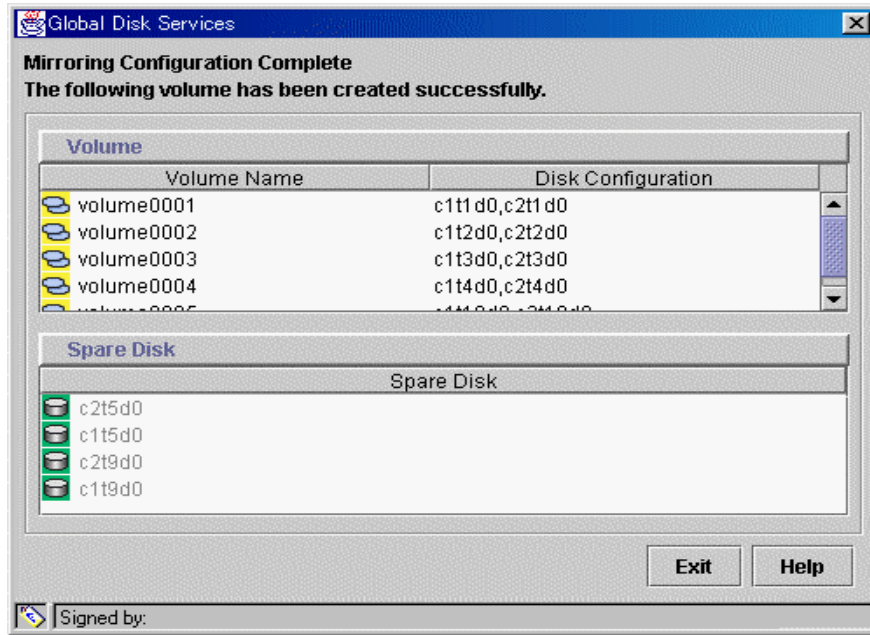 Global Disk Services
Mirroring Configuration Complete
The following volume has been created successfully.
Volume
Volume Name Disk Configuration
volume0001 c1t1d0,c2t1d0
volume0002 c1t2d0,c2t2d0
volume0003 c1t3d0,c2t3d0
volume0004 c1t4d0,c2t4d0
Spare Disk
Spare Disk
c2t5d0
c1t5d0
c2t9d0
c1t9d0
Exit Help
Signed by: